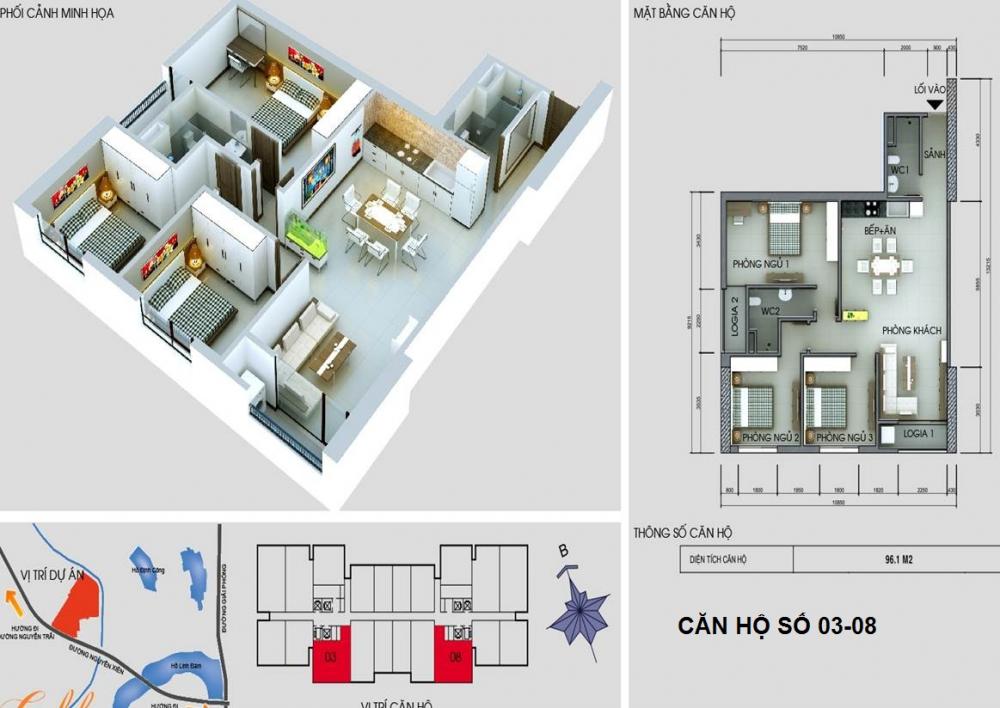 PHỐI CẢNH MINH HỌA
MẶT BẰNG CĂN HỘ
10850
7520
2000
900
430
LỐI VÀO
SẢNH
WC1
4330
BẾP+ĂN
PHÒNG NGỦ 1
3430
LOGIA 2
WC2
2250
9215
PHÒNG KHÁCH
13215
PHÒNG NGỦ 2
PHÒNG NGỦ 3
LOGIA 1
3535
3030
800
1800
1950
1800
1820
2250
430
10850
THÔNG SỐ CĂN HỘ
DIỆN TÍCH CĂN HỘ
96.1 M2
CĂN HỘ SỐ 03-08
VỊ TRÍ DỰ ÁN
Hồ Định Công
HƯỚNG ĐI
ĐƯỜNG NGUYỄN TRÃI
ĐƯỜNG NGUYỄN XIỂN
ĐƯỜNG GIẢI PHÓNG
Hồ Linh Đàm
HƯỚNG ĐI
03
08
B
VỊ TRÍ CĂN HỘ